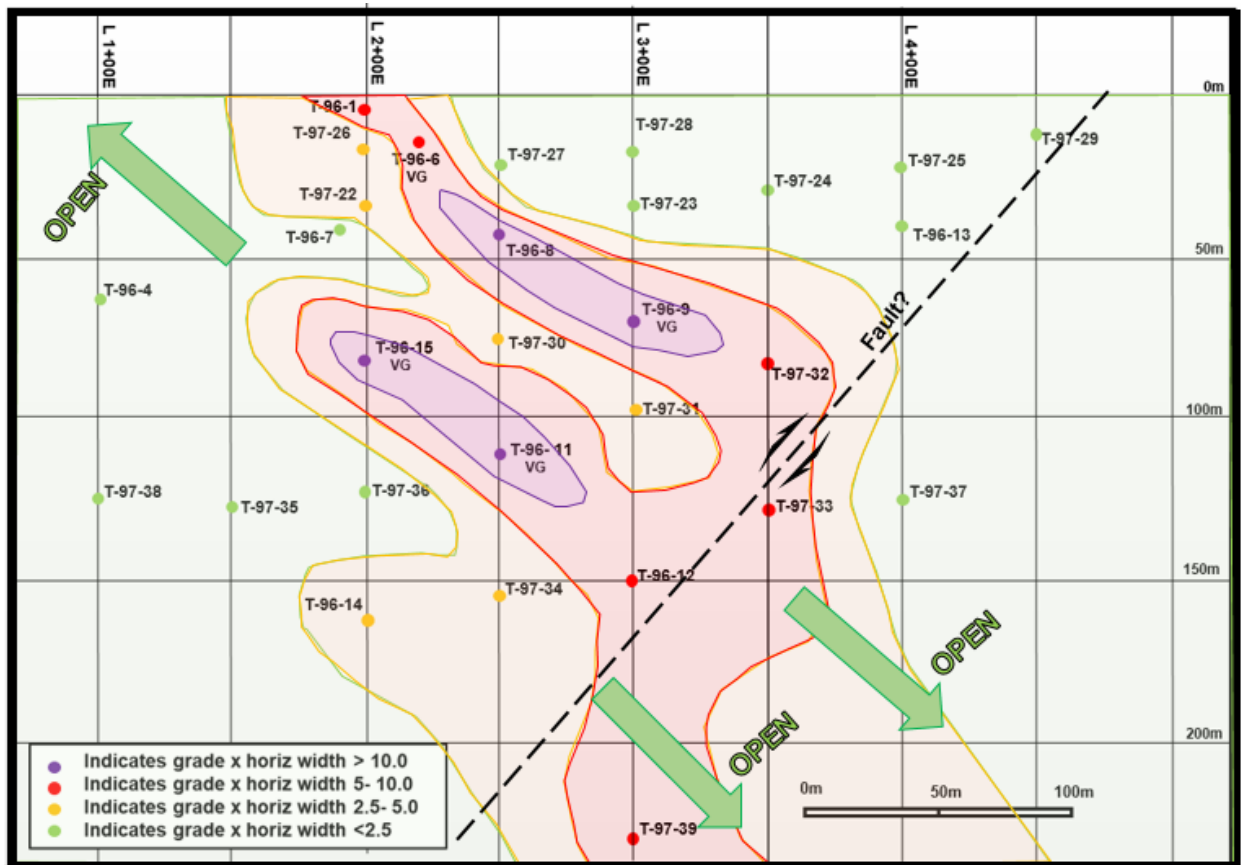 L 1+00E
L 2+00E
L 3+00E
L 4+00E
0m
T-96-1
T-97-26
T-97-28
T-97-29
T-96-6
VG
T-97-27
T-97-25
T-97-22
T-97-24
T-97-23
OPEN
T-96-7
T-96-8
T-96-13
50m
T-96-4
T-96-9
VG
Fault?
T-96-15
VG
T-97-30
T-97-32
100m
T-97-31
T-96- 11
VG
T-97-38
T-97-35
T-97-36
T-97-33
T-97-37
T-96-12
150m
T-96-14
T-97-34
OPEN
OPEN
200m
Indicates grade x horiz width > 10.0
Indicates grade x horiz width 5- 10.0
Indicates grade x horiz width 2.5- 5.0
Indicates grade x horiz width <2.5
0m 50m 100m
T-97-39